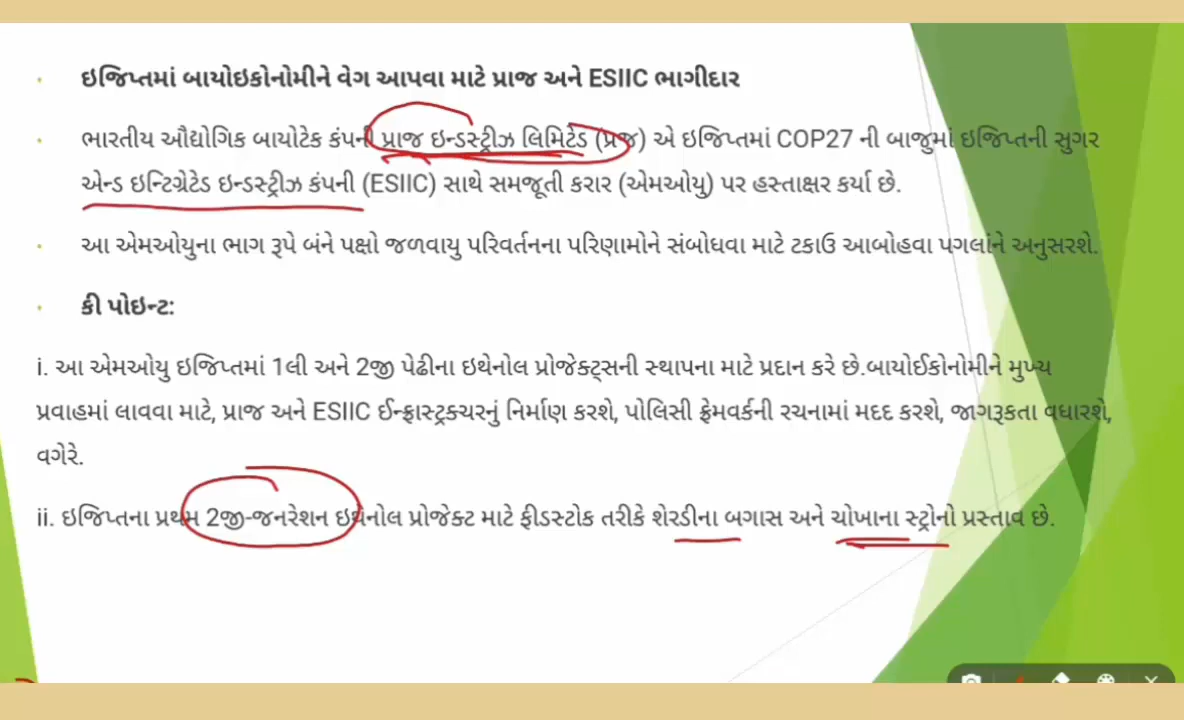 ઇજિપ્તમાં બાયોઇકોનોમીને વેગ આપવા માટે પ્રાજ અને ESIIC ભાગીદાર
ભારતીય ઔદ્યોગિક બાયોટેક કંપની પ્રાજ ઇન્ડસ્ટ્રીઝ લિમિટેડ (પ્રજ) એ ઇજિપ્તમાં COP27 ની બાજુમાં ઇજિપ્તની સુગર
એન્ડ ઇન્ટિગ્રેટેડ ઇન્ડસ્ટ્રીઝ કંપની (ESIIC) સાથે સમજૂતી કરાર (એમઓયુ) પર હસ્તાક્ષર કર્યા છે.
આ એમઓયુના ભાગ રૂપે બંને પક્ષો જળવાયુ પરિવર્તનના પરિણામોને સંબોધવા માટે ટકાઉ આબોહવા પગલાંને અનુસરશે.
કી પોઇન્ટ:
i. આ એમઓયુ ઇજિપ્તમાં 1લી અને 2જી પેઢીના ઇથેનોલ પ્રોજેક્ટ્સની સ્થાપના માટે પ્રદાન કરે છે.બાયોઈકોનોમીને મુખ્ય
પ્રવાહમાં લાવવા માટે, પ્રાજ અને ESIIC ઈન્ફ્રાસ્ટ્રક્ચરનું નિર્માણ કરશે, પોલિસી ફ્રેમવર્કની રચનામાં મદદ કરશે, જાગરૂકતા વધારશે,
વગેરે.
ii. ઇજિપ્તના પ્રથમ 2જી-જનરેશન ઇથેનોલ પ્રોજેક્ટ માટે ફીડસ્ટોક તરીકે શેરડીના બગાસ અને ચોખાના સ્ટ્રોનો પ્રસ્તાવ છે.